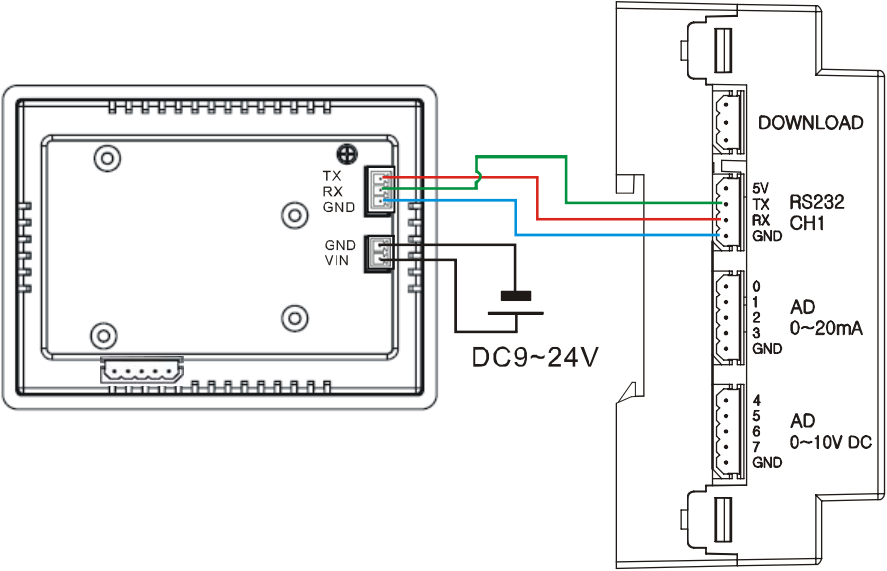 DOWNLOAD
TX
RX
GND
5V
TX
RX
GND
RS232
CH1
GND
VIN
DC9~24V
0
1
2
3
GND
AD
0~20mA
4
5
6
7
GND
AD
0~10V DC